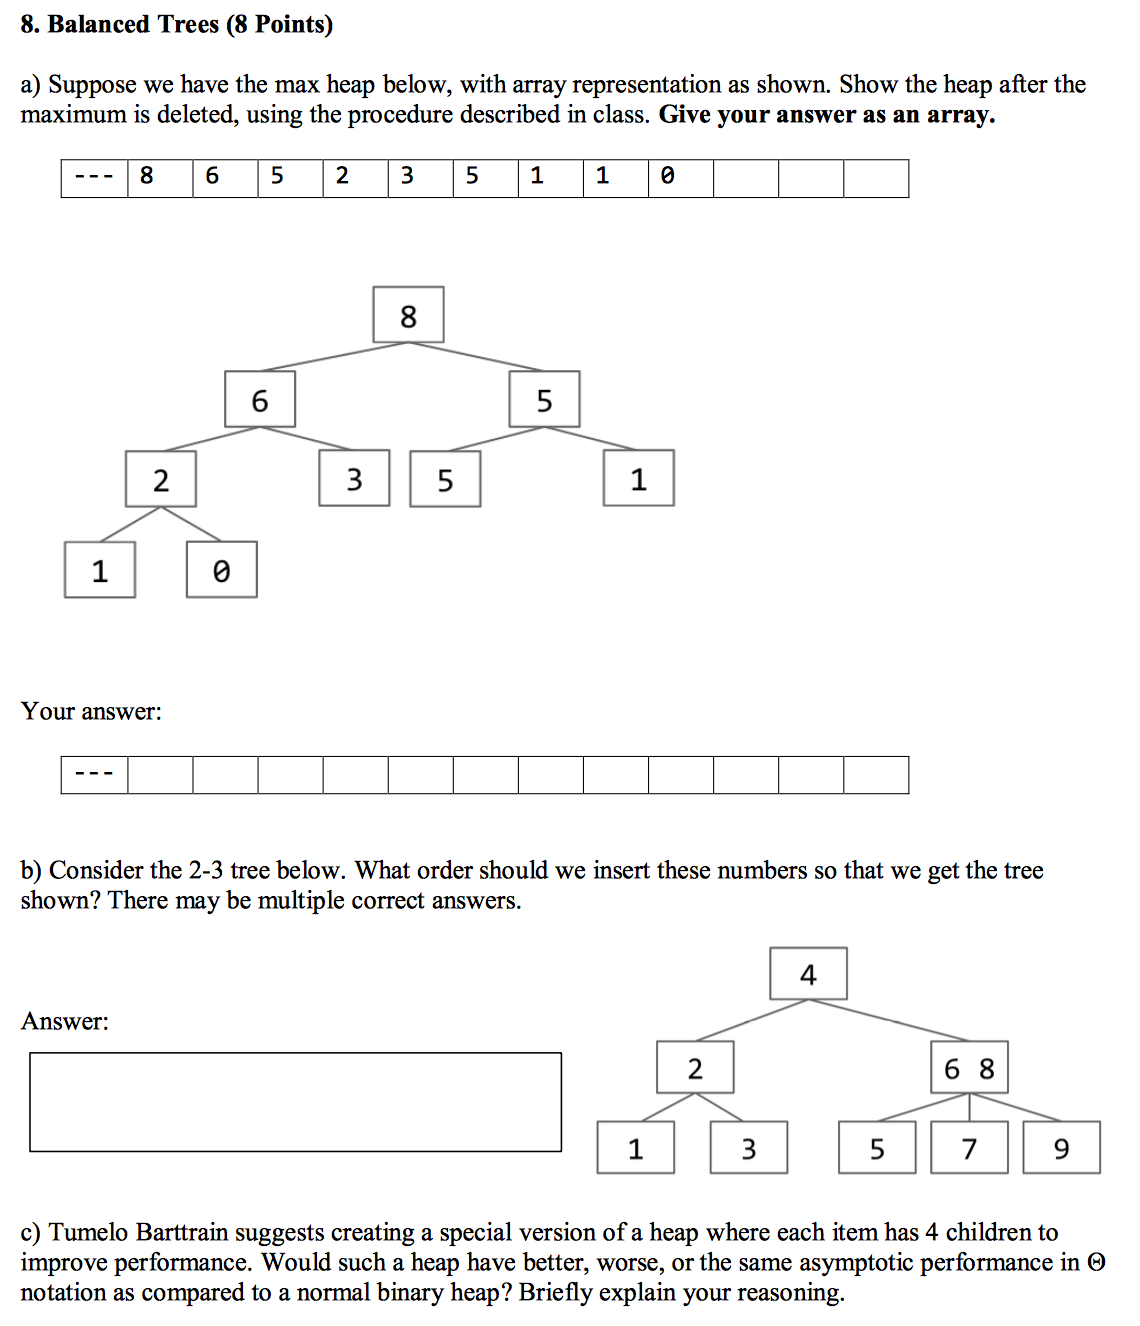 8. Balanced Trees (8 Points)
a) Suppose we have the max heap below, with array representation as shown. Show the heap after the
maximum is deleted, using the procedure described in class. Give your answer as an array.
--- 8 6 5 2 3 5 1 1 0
8
6 5
2 3 5 1
1 0
Your answer:
---
b) Consider the 2-3 tree below. What order should we insert these numbers so that we get the tree
shown? There may be multiple correct answers.
4
Answer:
2 6 8
1 3 5 7 9
c) Tumelo Barttrain suggests creating a special version of a heap where each item has 4 children to
improve performance. Would such a heap have better, worse, or the same asymptotic performance in Θ
notation as compared to a normal binary heap? Briefly explain your reasoning.